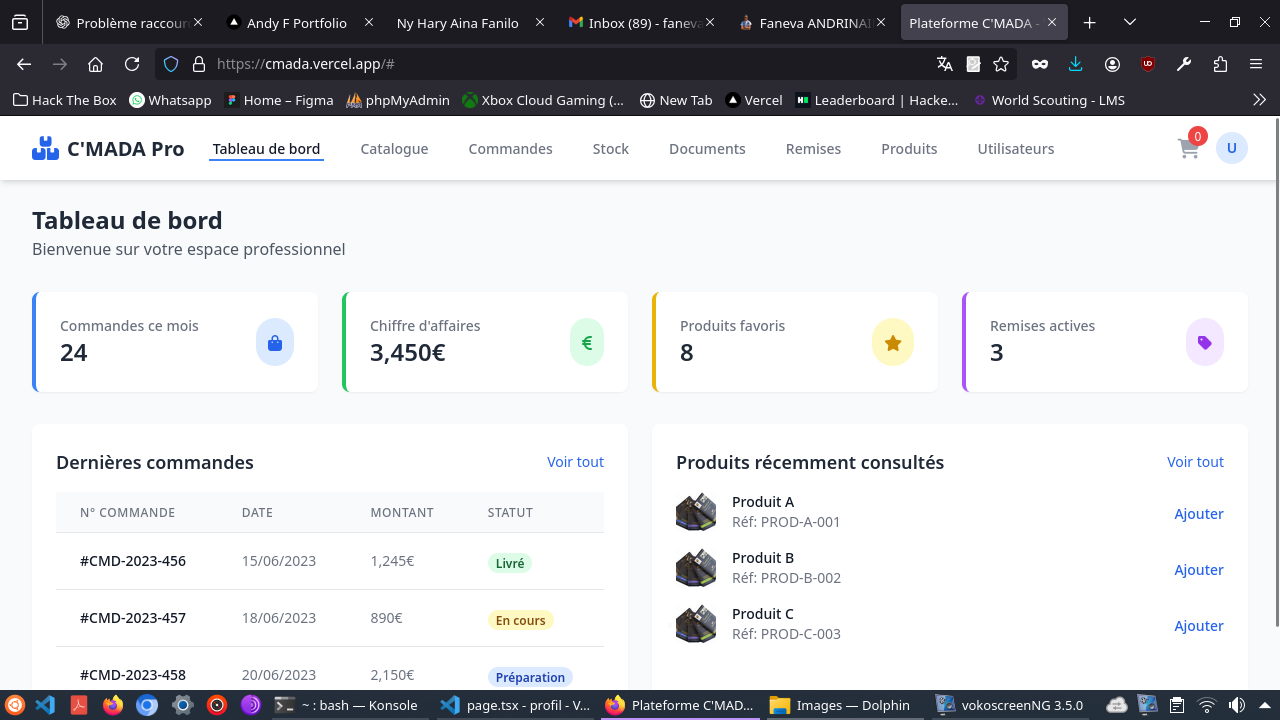 Problème raccour
Andy F Portfolio
Ny Hary Aina Fanilo
Inbox (89) - faneva
Faneva ANDRINAI
Plateforme C'MADA -
https://cmada.vercel.app/#
Hack The Box
Whatsapp
Home – Figma
phpMyAdmin
Xbox Cloud Gaming (...
New Tab
Vercel
Leaderboard | Hacke...
World Scouting - LMS
C'MADA Pro
Tableau de bord
Catalogue
Commandes
Stock
Documents
Remises
Produits
Utilisateurs
0
U
Tableau de bord
Bienvenue sur votre espace professionnel
Commandes ce mois
24
Chiffre d'affaires
3,450€
€
Produits favoris
8
Remises actives
3
Dernières commandes
Voir tout
N° COMMANDE DATE MONTANT STATUT
#CMD-2023-456 15/06/2023 1,245€ Livré
#CMD-2023-457 18/06/2023 890€ En cours
#CMD-2023-458 20/06/2023 2,150€ Préparation
Produits récemment consultés
Voir tout
Produit A
Réf: PROD-A-001
Ajouter
Produit B
Réf: PROD-B-002
Ajouter
Produit C
Réf: PROD-C-003
Ajouter
~ : bash — Konsole
page.tsx - profil - V...
Plateforme C'MAD...
Images — Dolphin
vokoscreenNG 3.5.0